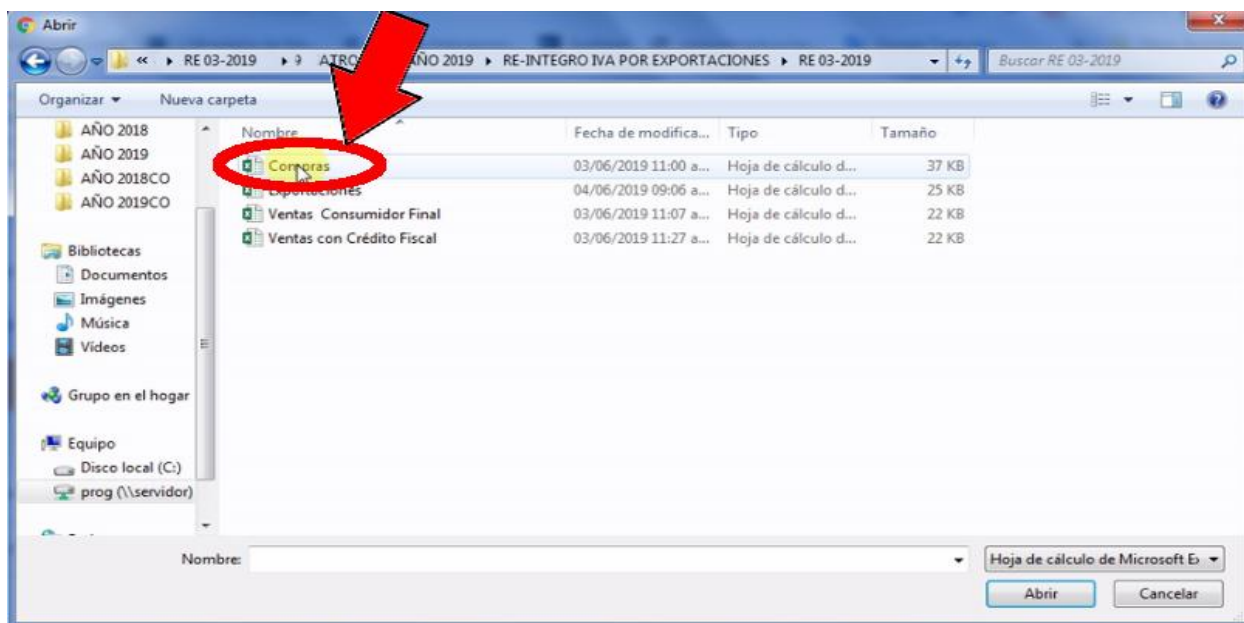 Abrir
« RE 03-2019 AÑO 2019 RE-INTEGRO IVA POR EXPORTACIONES RE 03-2019 Buscar RE 03-2019
Organizar Nueva carpeta
Nombre Fecha de modifica... Tipo Tamaño
AÑO 2018
AÑO 2019
AÑO 2018CO
AÑO 2019CO
Bibliotecas
Documentos
Imágenes
Música
Vídeos
Grupo en el hogar
Equipo
Disco local (C:)
prog (\\servidor)
Compras 03/06/2019 11:00 a... Hoja de cálculo d... 37 KB
Exportaciones 04/06/2019 09:06 a... Hoja de cálculo d... 25 KB
Ventas Consumidor Final 03/06/2019 11:07 a... Hoja de cálculo d... 22 KB
Ventas con Crédito Fiscal 03/06/2019 11:27 a... Hoja de cálculo d... 22 KB
Nombre: Hoja de cálculo de Microsoft Ex
Abrir Cancelar